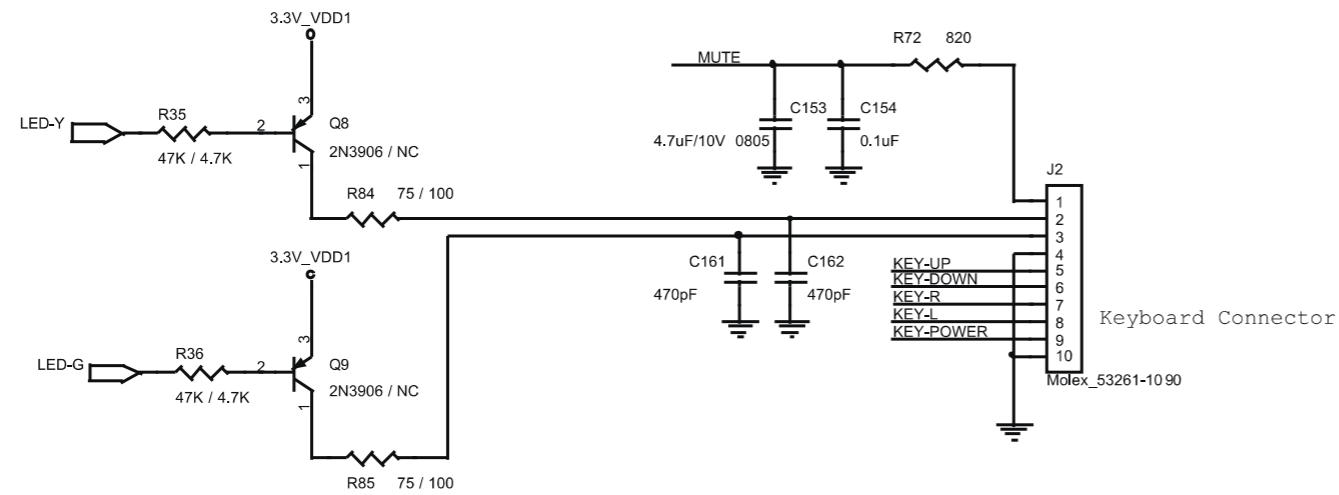 3.3V_VDD1
0
LED-Y
R35
47K / 4.7K
2
3
1
Q8
2N3906 / NC
R84 75 / 100
MUTE
R72 820
C153
4.7uF/10V 0805
C154
0.1uF
J2
1
2
3
4
5
6
7
8
9
10
3.3V_VDD1
c
LED-G
R36
47K / 4.7K
2
3
1
Q9
2N3906 / NC
R85 75 / 100
C161
470pF
C162
470pF
KEY-UP
KEY-DOWN
KEY-R
KEY-L
KEY-POWER
Keyboard Connector
Molex_53261-1090